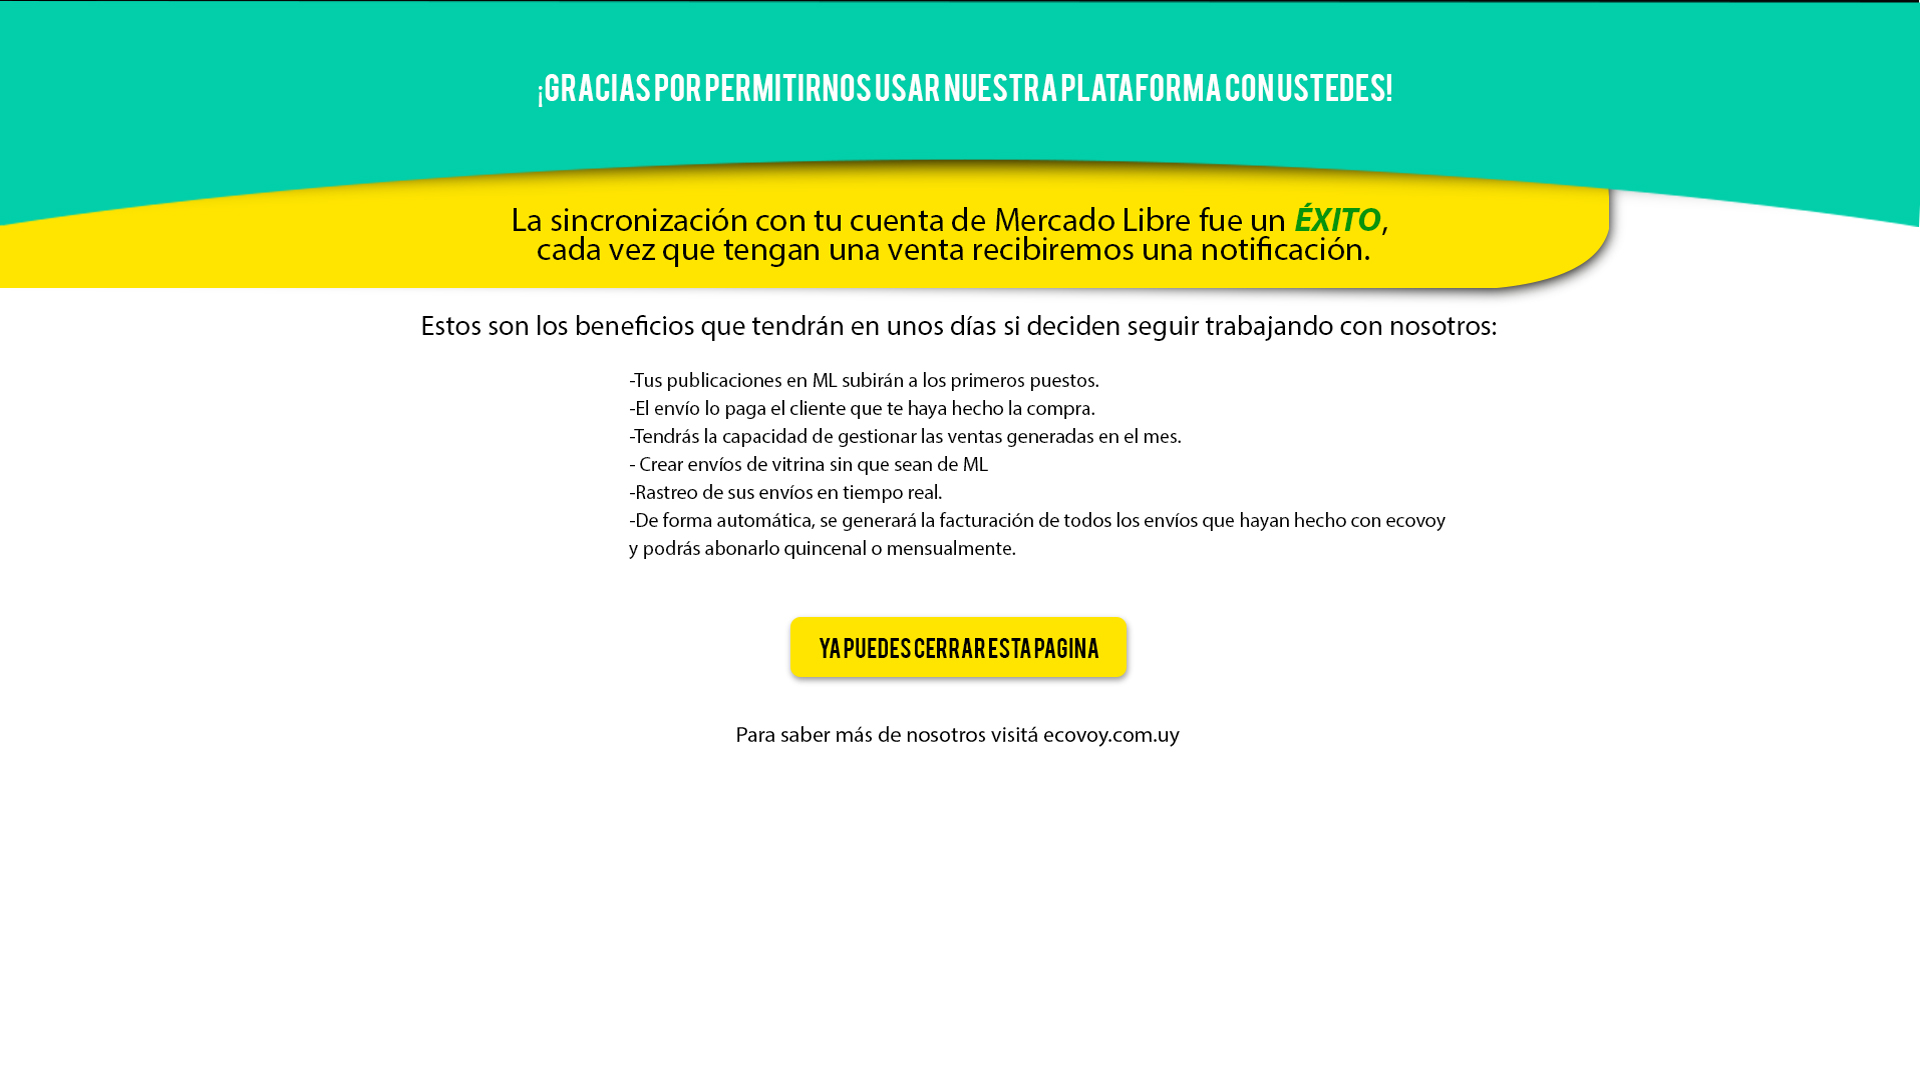 ¡GRACIAS POR PERMITIRNOS USAR NUESTRA PLATAFORMA CON USTEDES!
La sincronización con tu cuenta de Mercado Libre fue un ÉXITO,
cada vez que tengan una venta recibiremos una notificación.
Estos son los beneficios que tendrán en unos días si deciden seguir trabajando con nosotros:
-Tus publicaciones en ML subirán a los primeros puestos.
-El envío lo paga el cliente que te haya hecho la compra.
-Tendrás la capacidad de gestionar las ventas generadas en el mes.
- Crear envíos de vitrina sin que sean de ML
-Rastreo de sus envíos en tiempo real.
-De forma automática, se generará la facturación de todos los envíos que hayan hecho con ecovoy
y podrás abonarlo quincenal o mensualmente.
YA PUEDES CERRAR ESTA PAGINA
Para saber más de nosotros visitá ecovoy.com.uy